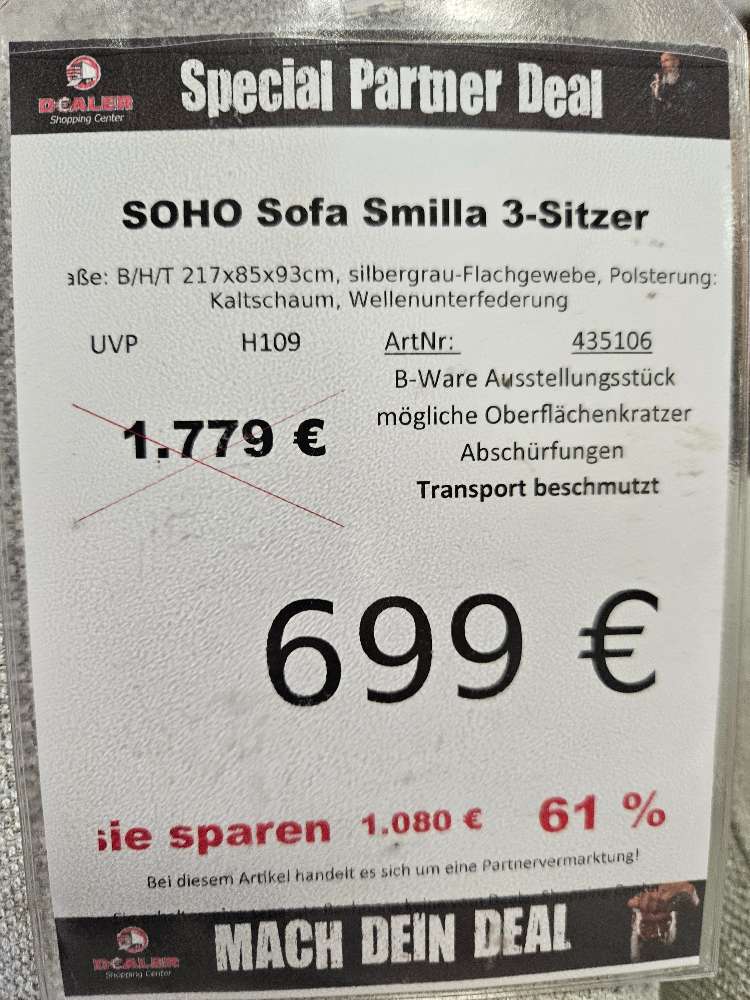 DEALER
Shopping Center
Special Partner Deal
SOHO Sofa Smilla 3-Sitzer
aße: B/H/T 217x85x93cm, silbergrau-Flachgewebe, Polsterung:
Kaltschaum, Wellenunterfederung
UVP H109 ArtNr: 435106
B-Ware Ausstellungsstück
1.779 €
mögliche Oberflächenkratzer
Abschürfungen
Transport beschmutzt
699 €
sie sparen 1.080 € 61 %
Bei diesem Artikel handelt es sich um eine Partnervermarktung!
DEALER
Shopping Center
MACH DEIN DEAL